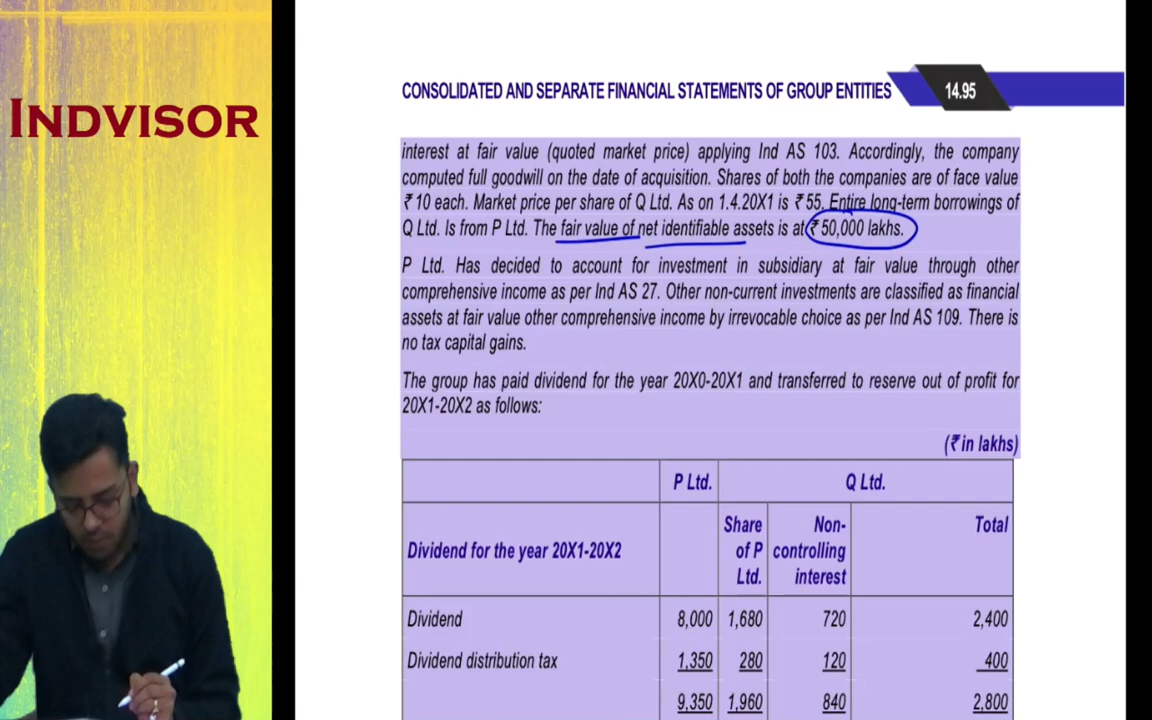 INDVISOR
CONSOLIDATED AND SEPARATE FINANCIAL STATEMENTS OF GROUP ENTITIES 14.95
interest at fair value (quoted market price) applying Ind AS 103. Accordingly, the company
computed full goodwill on the date of acquisition. Shares of both the companies are of face value
₹ 10 each. Market price per share of Q Ltd. As on 1.4.20X1 is ₹ 55. Entire long-term borrowings of
Q Ltd. Is from P Ltd. The fair value of net identifiable assets is at ₹ 50,000 lakhs.
P Ltd. Has decided to account for investment in subsidiary at fair value through other
comprehensive income as per Ind AS 27. Other non-current investments are classified as financial
assets at fair value other comprehensive income by irrevocable choice as per Ind AS 109. There is
no tax capital gains.
The group has paid dividend for the year 20X0-20X1 and transferred to reserve out of profit for
20X1-20X2 as follows:
(₹ in lakhs)
P Ltd. Q Ltd.
Dividend for the year 20X1-20X2 Share of P Ltd. Non-controlling interest Total
Dividend 8,000 1,680 720 2,400
Dividend distribution tax 1,350 280 120 400
9,350 1,960 840 2,800